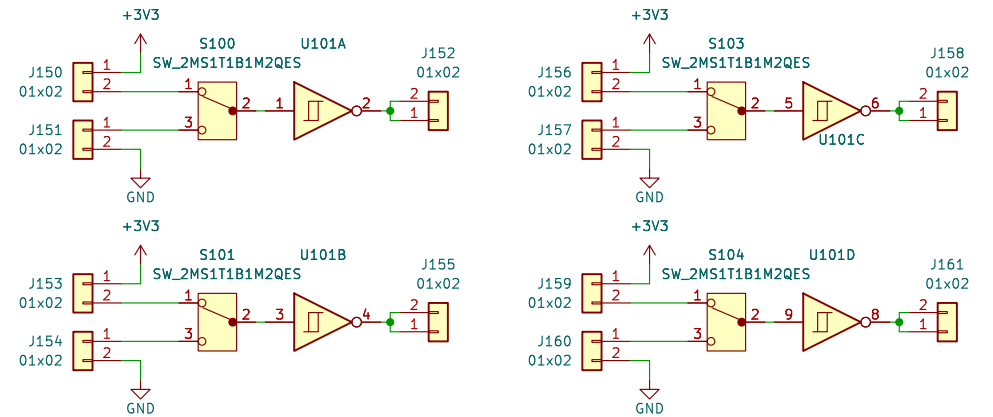 +3V3
S100
U101A
SW_2MS1T1B1M2QES
J150
01x02
1
2
1
2
3
1
2
J152
01x02
2
1
J151
01x02
1
2
GND
+3V3
S103
SW_2MS1T1B1M2QES
J156
01x02
1
2
1
2
3
5
6
U101C
J158
01x02
2
1
J157
01x02
1
2
GND
+3V3
S101
U101B
SW_2MS1T1B1M2QES
J153
01x02
1
2
1
2
3
3
4
J155
01x02
2
1
J154
01x02
1
2
GND
+3V3
S104
U101D
SW_2MS1T1B1M2QES
J159
01x02
1
2
1
2
3
9
8
J161
01x02
2
1
J160
01x02
1
2
GND